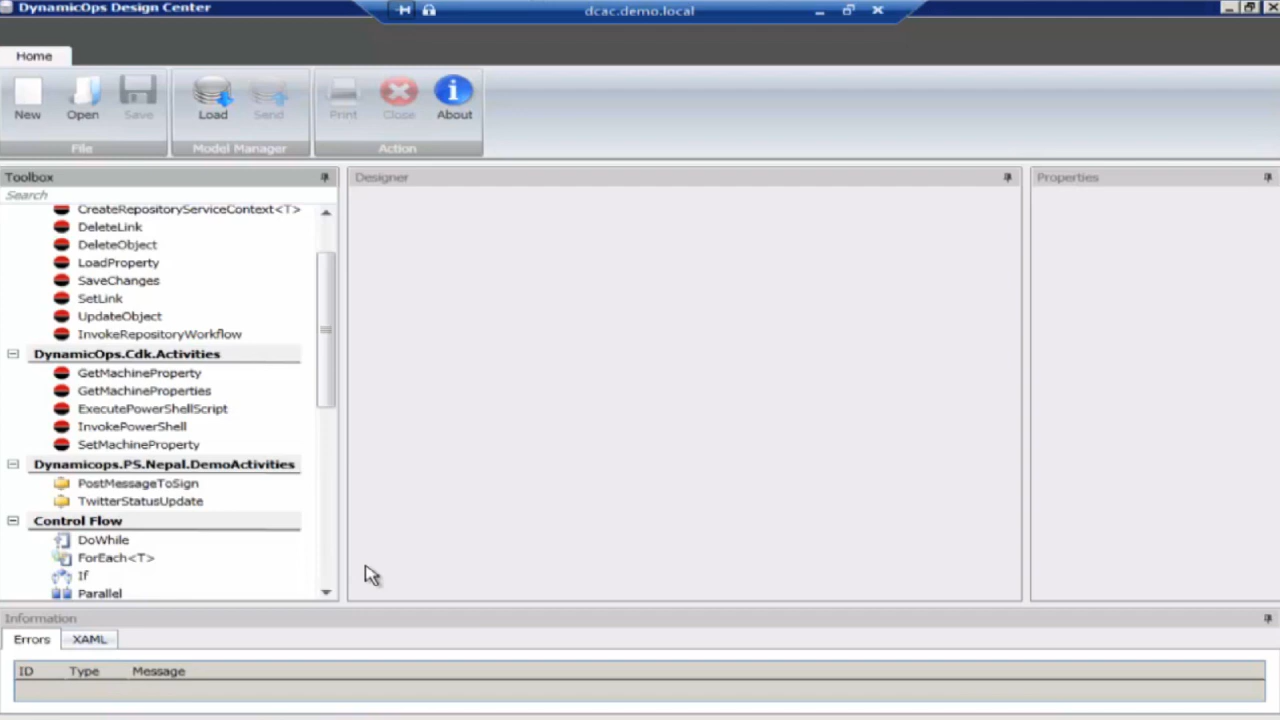 DynamicOps Design Center
dcac.demo.local
Home
New
Open
Save
Load
Send
Print
Close
About
File
Model Manager
Action
Toolbox
Designer
Properties
Search
CreateRepositoryServiceContext<T>
DeleteLink
DeleteObject
LoadProperty
SaveChanges
SetLink
UpdateObject
InvokeRepositoryWorkflow
DynamicOps.Cdk.Activities
GetMachineProperty
GetMachineProperties
ExecutePowerShellScript
InvokePowerShell
SetMachineProperty
Dynamicops.PS.Nepal.DemoActivities
PostMessageToSign
TwitterStatusUpdate
Control Flow
DoWhile
ForEach<T>
If
Parallel
Information
Errors
XAML
ID
Type
Message